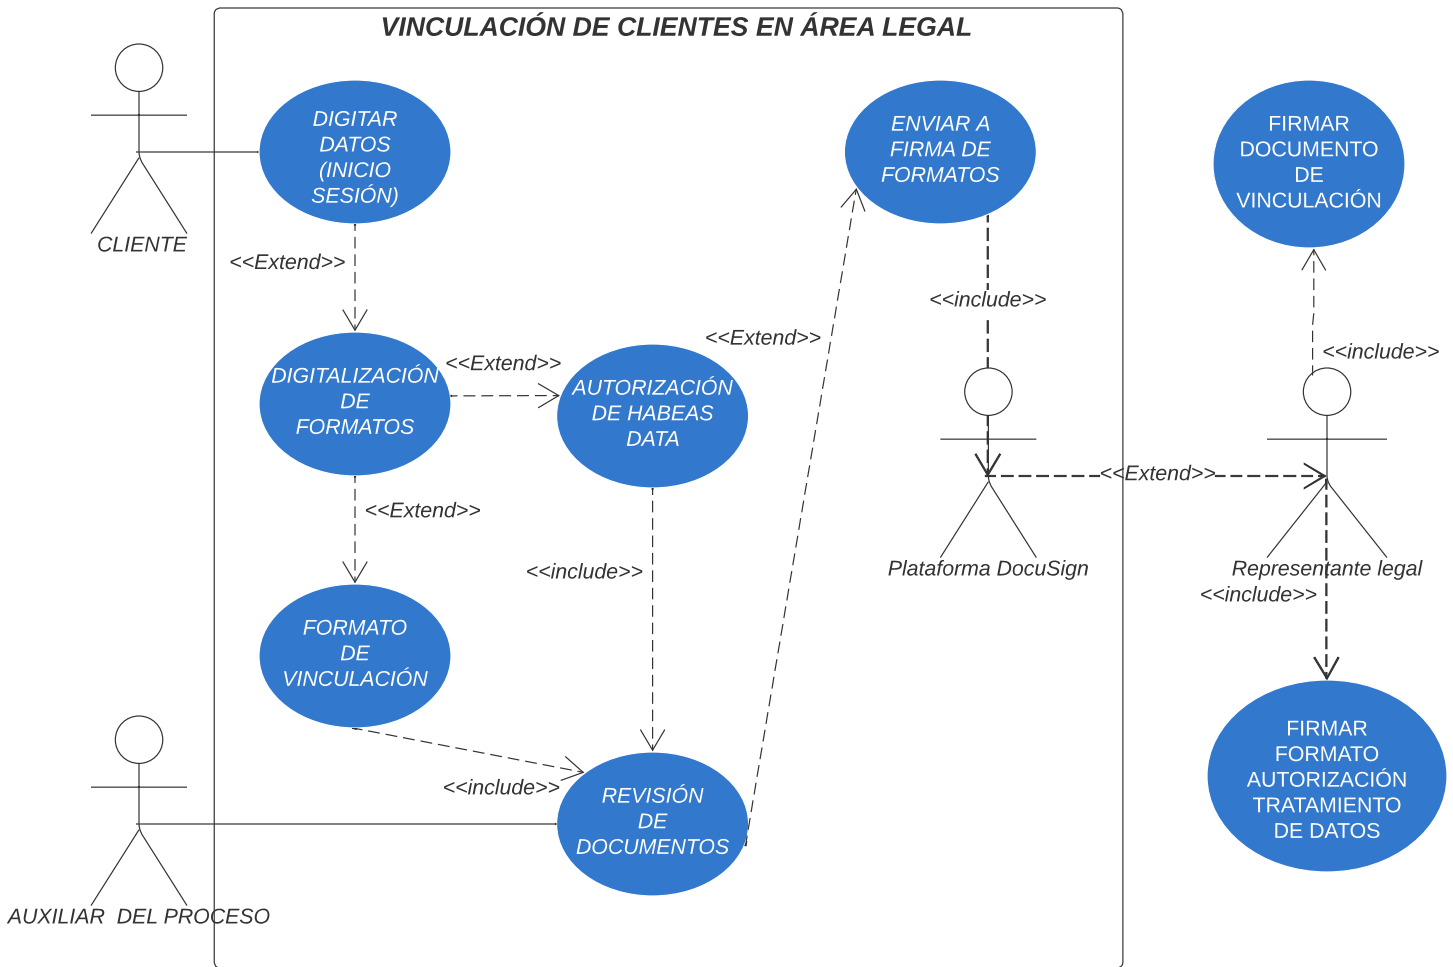 VINCULACIÓN DE CLIENTES EN ÁREA LEGAL
DIGITAR
DATOS
(INICIO
SESIÓN)
ENVIAR A
FIRMA DE
FORMATOS
FIRMAR
DOCUMENTO
DE
VINCULACIÓN
CLIENTE
<<Extend>>
<<include>>
<<Extend>>
<<include>>
<<Extend>>
DIGITALIZACIÓN
DE
FORMATOS
AUTORIZACIÓN
DE HABEAS
DATA
<<Extend>>
<<Extend>>
<<include>>
Plataforma DocuSign
Representante legal
<<include>>
FORMATO
DE
VINCULACIÓN
FIRMAR
FORMATO
AUTORIZACIÓN
TRATAMIENTO
DE DATOS
<<include>>
REVISIÓN
DE
DOCUMENTOS
AUXILIAR  DEL PROCESO